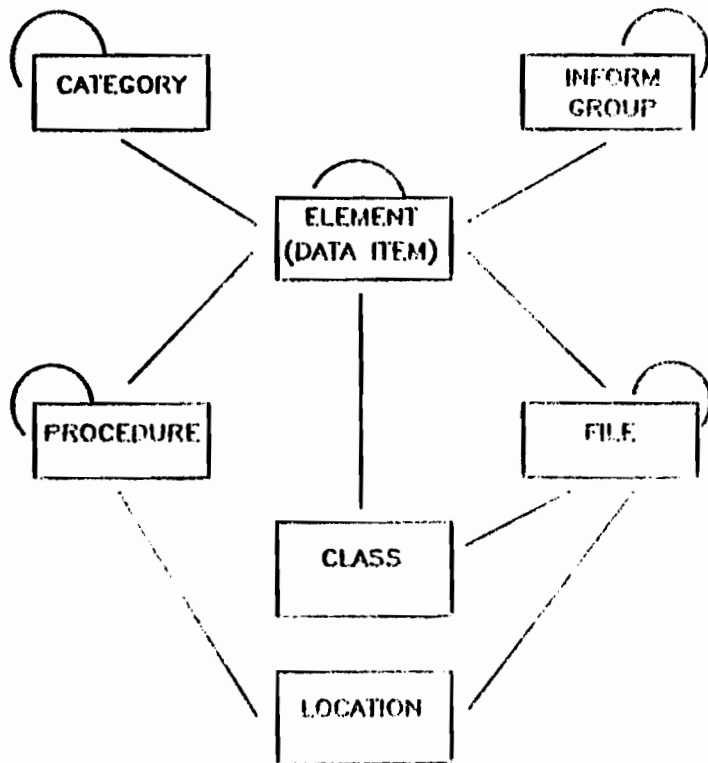 CATEGORY
INFORM
GROUP
ELEMENT
(DATA ITEM)
PROCEDURE
FILE
CLASS
LOCATION